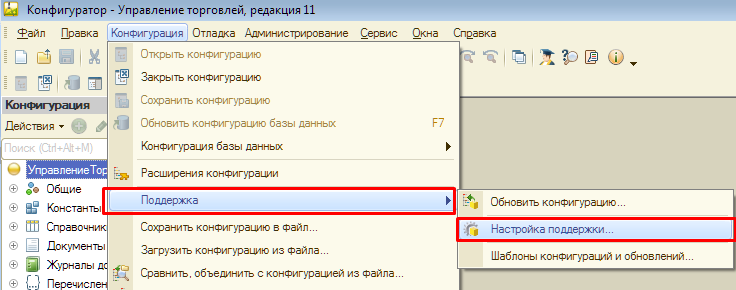 Конфигуратор - Управление торговлей, редакция 11
Файл Правка Конфигурация Отладка Администрирование Сервис Окна Справка
Открыть конфигурацию
Закрыть конфигурацию
Конфигурация
Сохранить конфигурацию
Действия
Обновить конфигурацию базы данных F7
Поиск (Ctrl+Alt+M)
Конфигурация базы данных
УправлениеТор
Расширения конфигурации
Общие
Поддержка
Обновить конфигурацию...
Константы
Справочники
Сохранить конфигурацию в файл...
Настройка поддержки...
Документы
Загрузить конфигурацию из файла...
Шаблоны конфигураций и обновлений...
Журналы до
Сравнить, объединить с конфигурацией из файла...
Перечислен